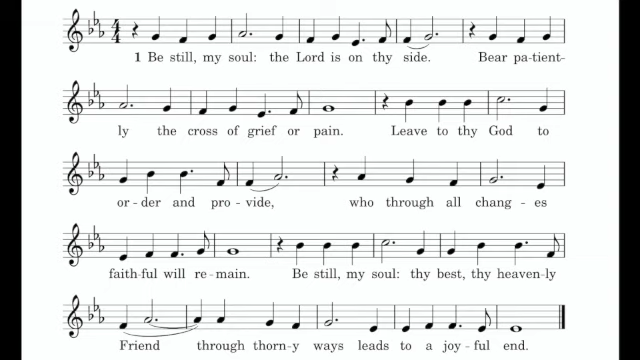 1 Be still, my soul: the Lord is on thy side. Bear pa-tient-
ly the cross of grief or pain. Leave to thy God to
or - der and pro - vide, who through all chang - es
faith-ful will re - main. Be still, my soul: thy best, thy heaven-ly
Friend through thorn-y ways leads to a joy - ful end.